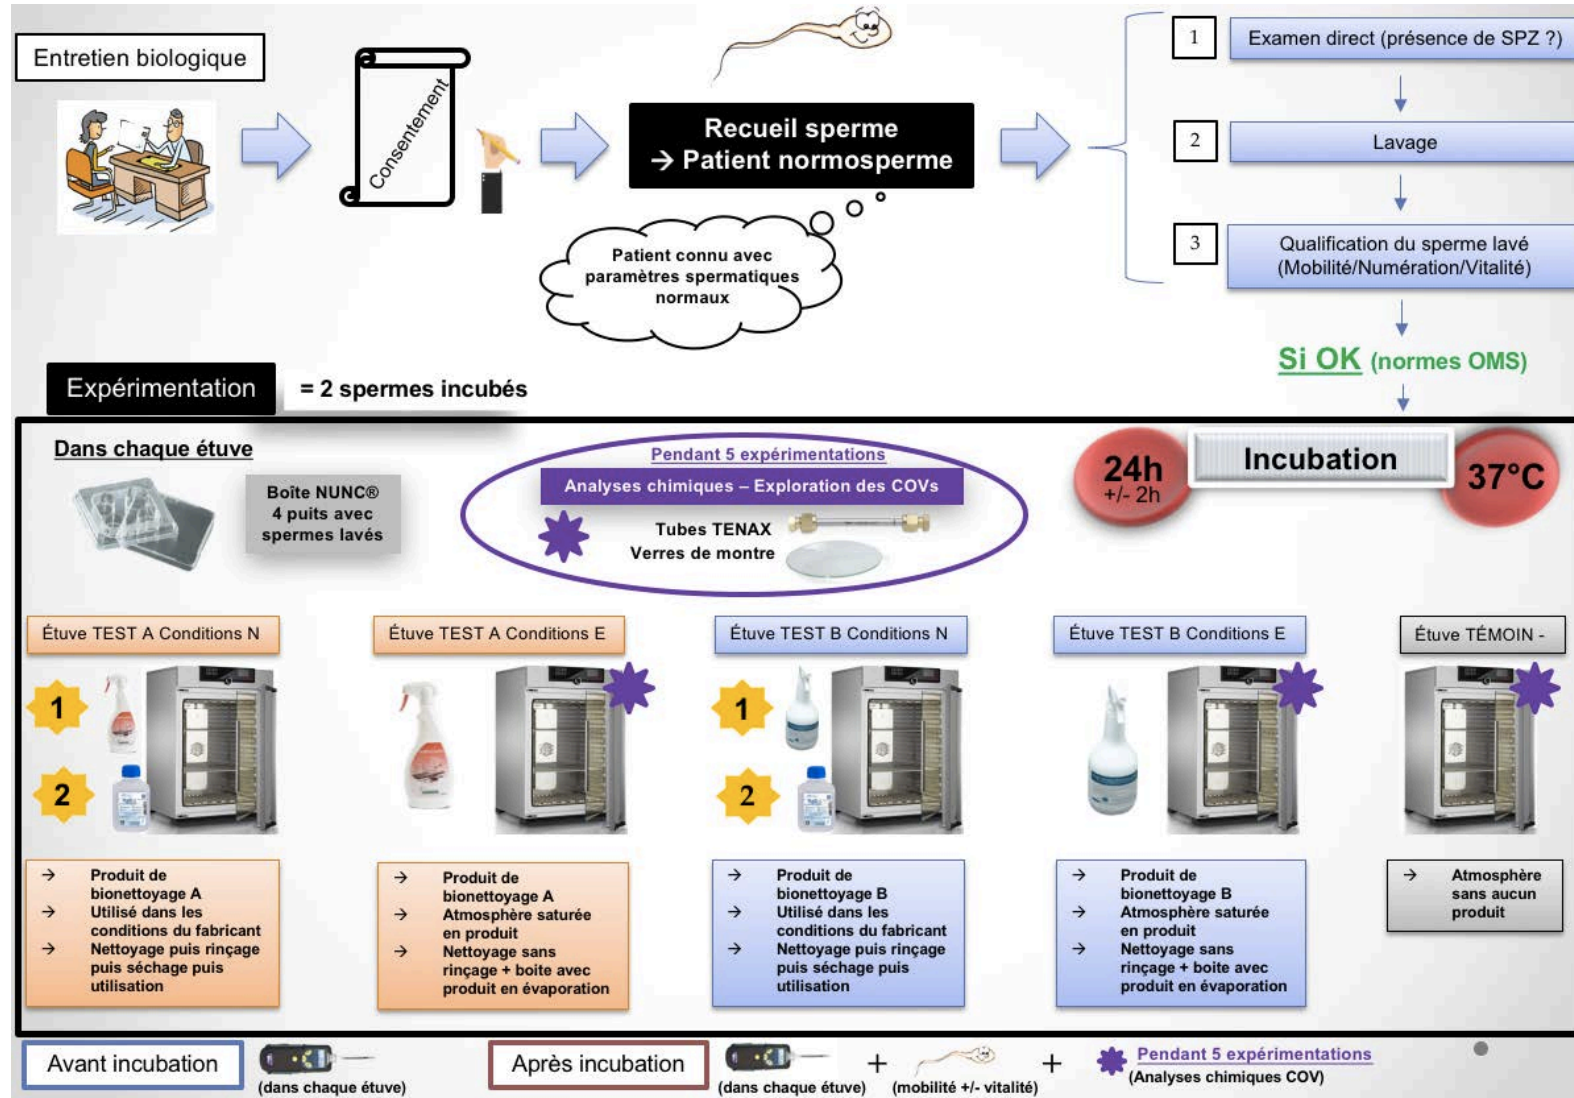 Entretien biologique
Consentement
Recueil sperme
→ Patient normosperme
Patient connu avec
paramètres spermatiques
normaux
1
Examen direct (présence de SPZ ?)
2
Lavage
3
Qualification du sperme lavé
(Mobilité/Numération/Vitalité)
Si OK (normes OMS)
Expérimentation
= 2 spermes incubés
Dans chaque étuve
Boîte NUNC®
4 puits avec
spermes lavés
Pendant 5 expérimentations
Analyses chimiques – Exploration des COVs
Tubes TENAX
Verres de montre
24h
+/- 2h
Incubation
37°C
Étuve TEST A Conditions N
1
2
→ Produit de
bionettoyage A
→ Utilisé dans les
conditions du fabricant
→ Nettoyage puis rinçage
puis séchage puis
utilisation
Étuve TEST A Conditions E
→ Produit de
bionettoyage A
→ Atmosphère saturée
en produit
→ Nettoyage sans
rinçage + boite avec
produit en évaporation
Étuve TEST B Conditions N
1
2
→ Produit de
bionettoyage B
→ Utilisé dans les
conditions du fabricant
→ Nettoyage puis rinçage
puis séchage puis
utilisation
Étuve TEST B Conditions E
→ Produit de
bionettoyage B
→ Atmosphère saturée
en produit
→ Nettoyage sans
rinçage + boite avec
produit en évaporation
Étuve TÉMOIN -
→ Atmosphère
sans aucun
produit
Avant incubation
(dans chaque étuve)
Après incubation
(dans chaque étuve)
+
(mobilité +/- vitalité)
+
Pendant 5 expérimentations
(Analyses chimiques COV)